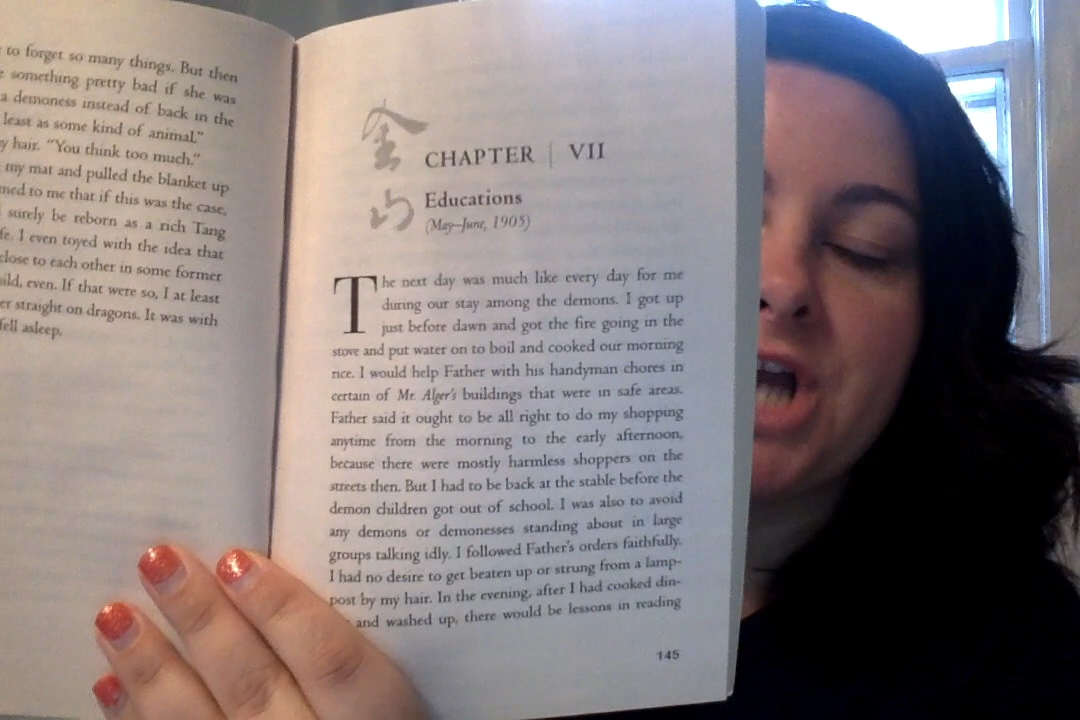 to forget so many things. But then
something pretty bad if she was
a demoness instead of back in the
least as some kind of animal."
hair. "You think too much."
my mat and pulled the blanket up
to me that if this was the case,
surely be reborn as a rich Tang
I even toyed with the idea that
close to each other in some former
even. If that were so, I at least
straight on dragons. It was with
fell asleep.
金
山
CHAPTER | VII
Educations
(May–June, 1905)
The next day was much like every day for me
during our stay among the demons. I got up
just before dawn and got the fire going in the
stove and put water on to boil and cooked our morning
rice. I would help Father with his handyman chores in
certain of Mr. Alger's buildings that were in safe areas.
Father said it ought to be all right to do my shopping
anytime from the morning to the early afternoon,
because there were mostly harmless shoppers on the
streets then. But I had to be back at the stable before the
demon children got out of school. I was also to avoid
any demons or demonesses standing about in large
groups talking idly. I followed Father's orders faithfully.
I had no desire to get beaten up or strung from a lamp-
post by my hair. In the evening, after I had cooked din-
and washed up, there would be lessons in reading
145